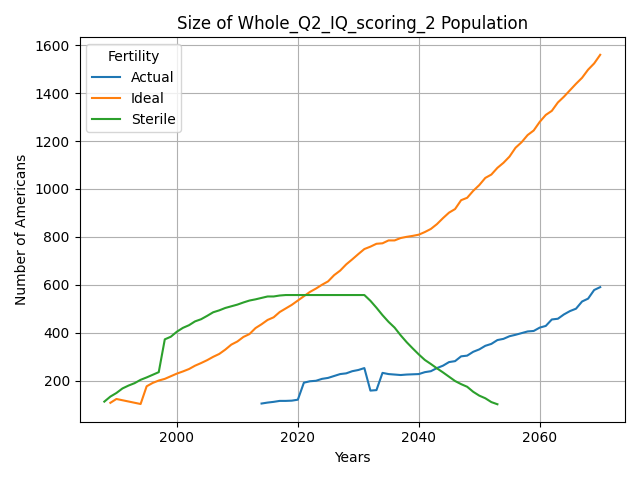 Size of Whole_Q2_IQ_scoring_2 Population
Fertility
Actual
Ideal
Sterile
1600
1400
1200
1000
800
600
400
200
Number of Americans
2000
2020
2040
2060
Years